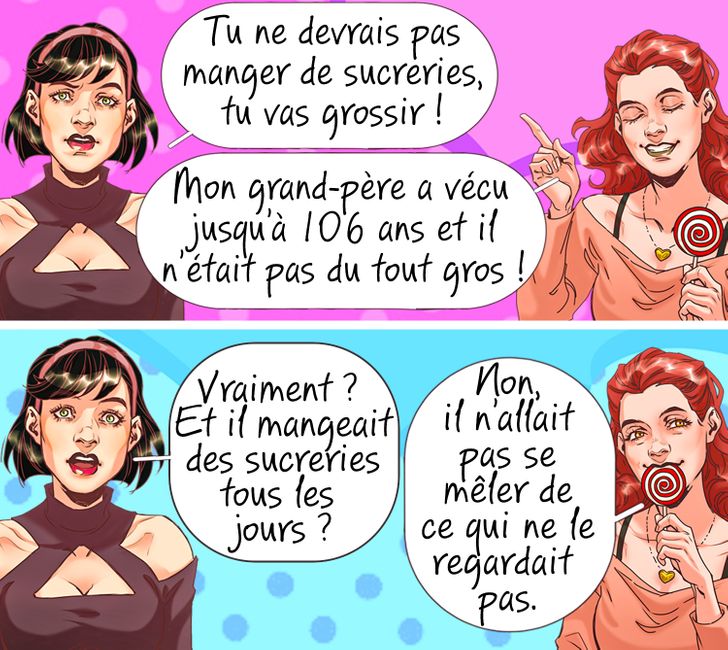 Tu ne devrais pas
manger de sucreries,
tu vas grossir !
Mon grand-père a vécu
jusqu'à 106 ans et il
n'était pas du tout gros !
Vraiment ?
Et il mangeait
des sucreries
tous les
jours ?
Non,
il n'allait
pas se
mêler de
ce qui ne le
regardait
pas.